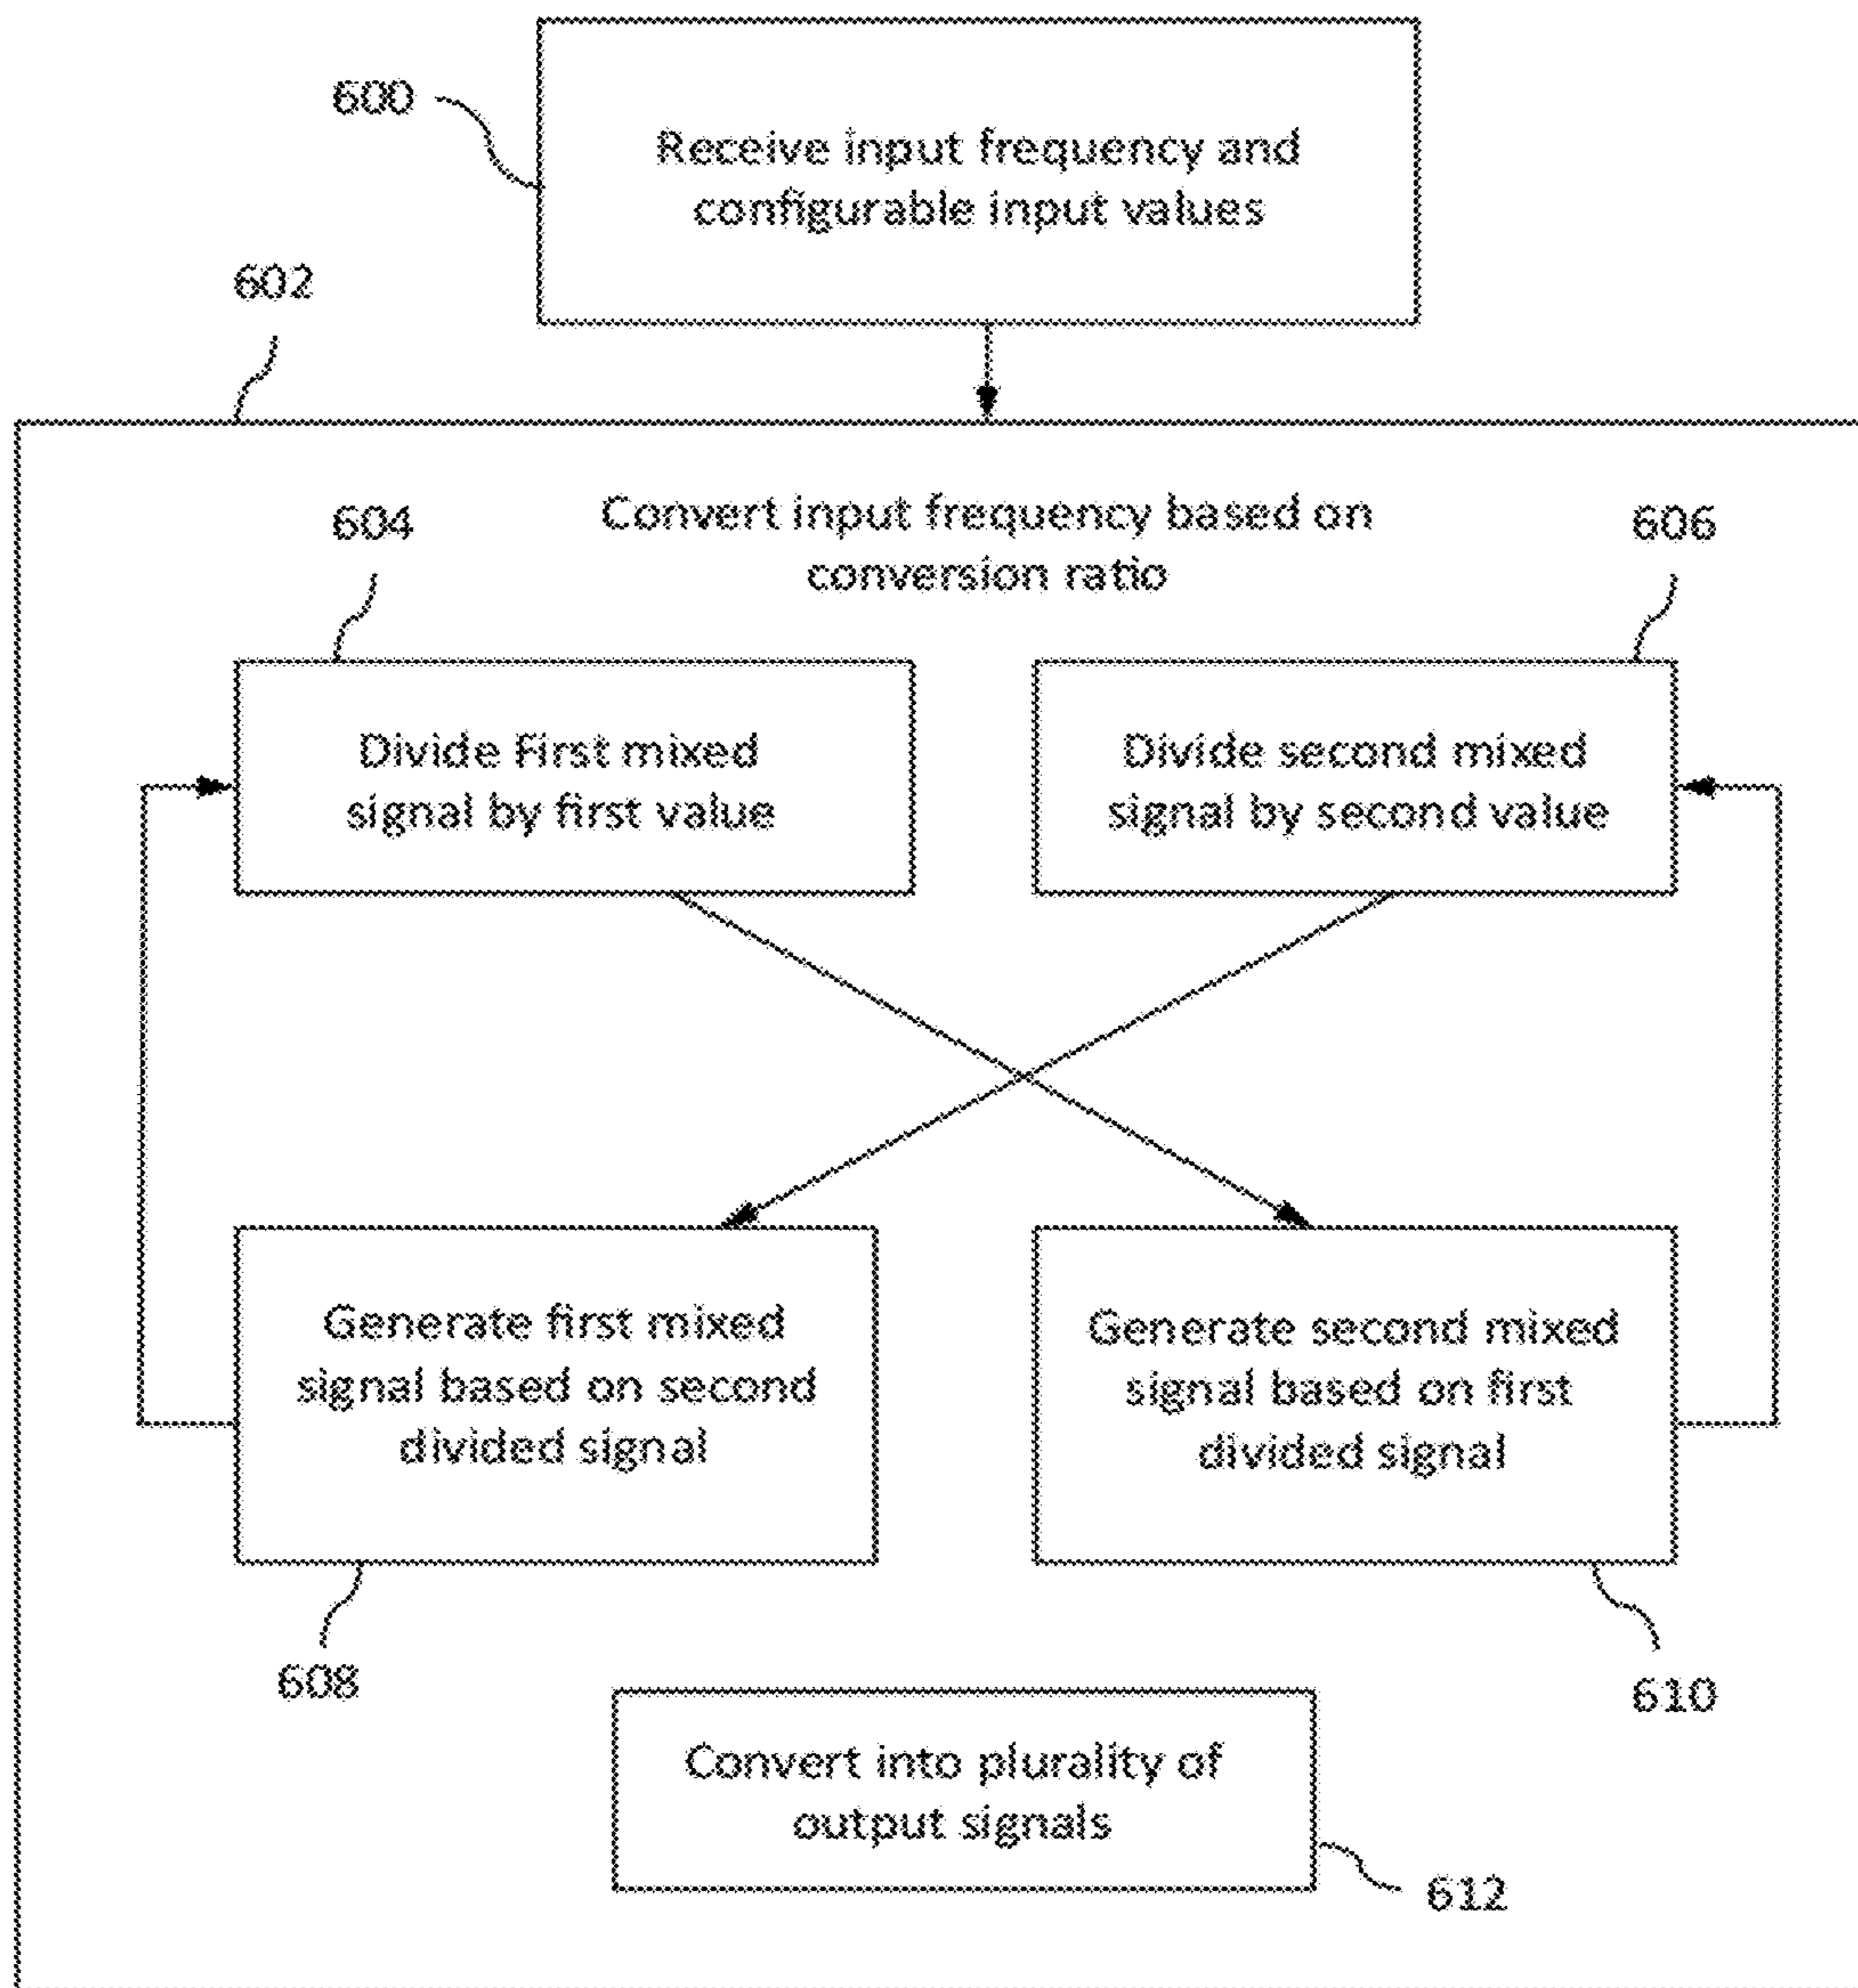 600
Receive input frequency and
configurable input values
602
604
Convert input frequency based on
conversion ratio
606
Divide First mixed
signal by first value
Divide second mixed
signal by second value
Generate first mixed
signal based on second
divided signal
Generate second mixed
signal based on first
divided signal
608
610
Convert into plurality of
output signals
612